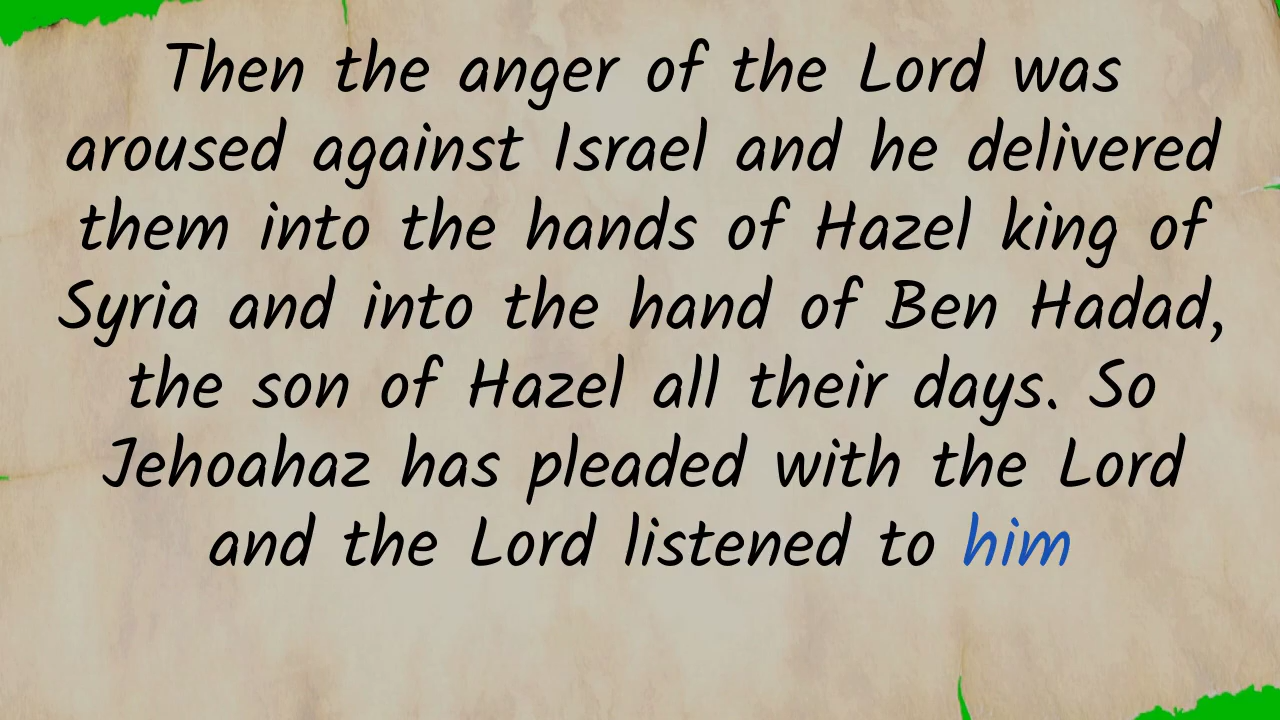 Then the anger of the Lord was
aroused against Israel and he delivered
them into the hands of Hazel king of
Syria and into the hand of Ben Hadad,
the son of Hazel all their days. So
Jehoahaz has pleaded with the Lord
and the Lord listened to him